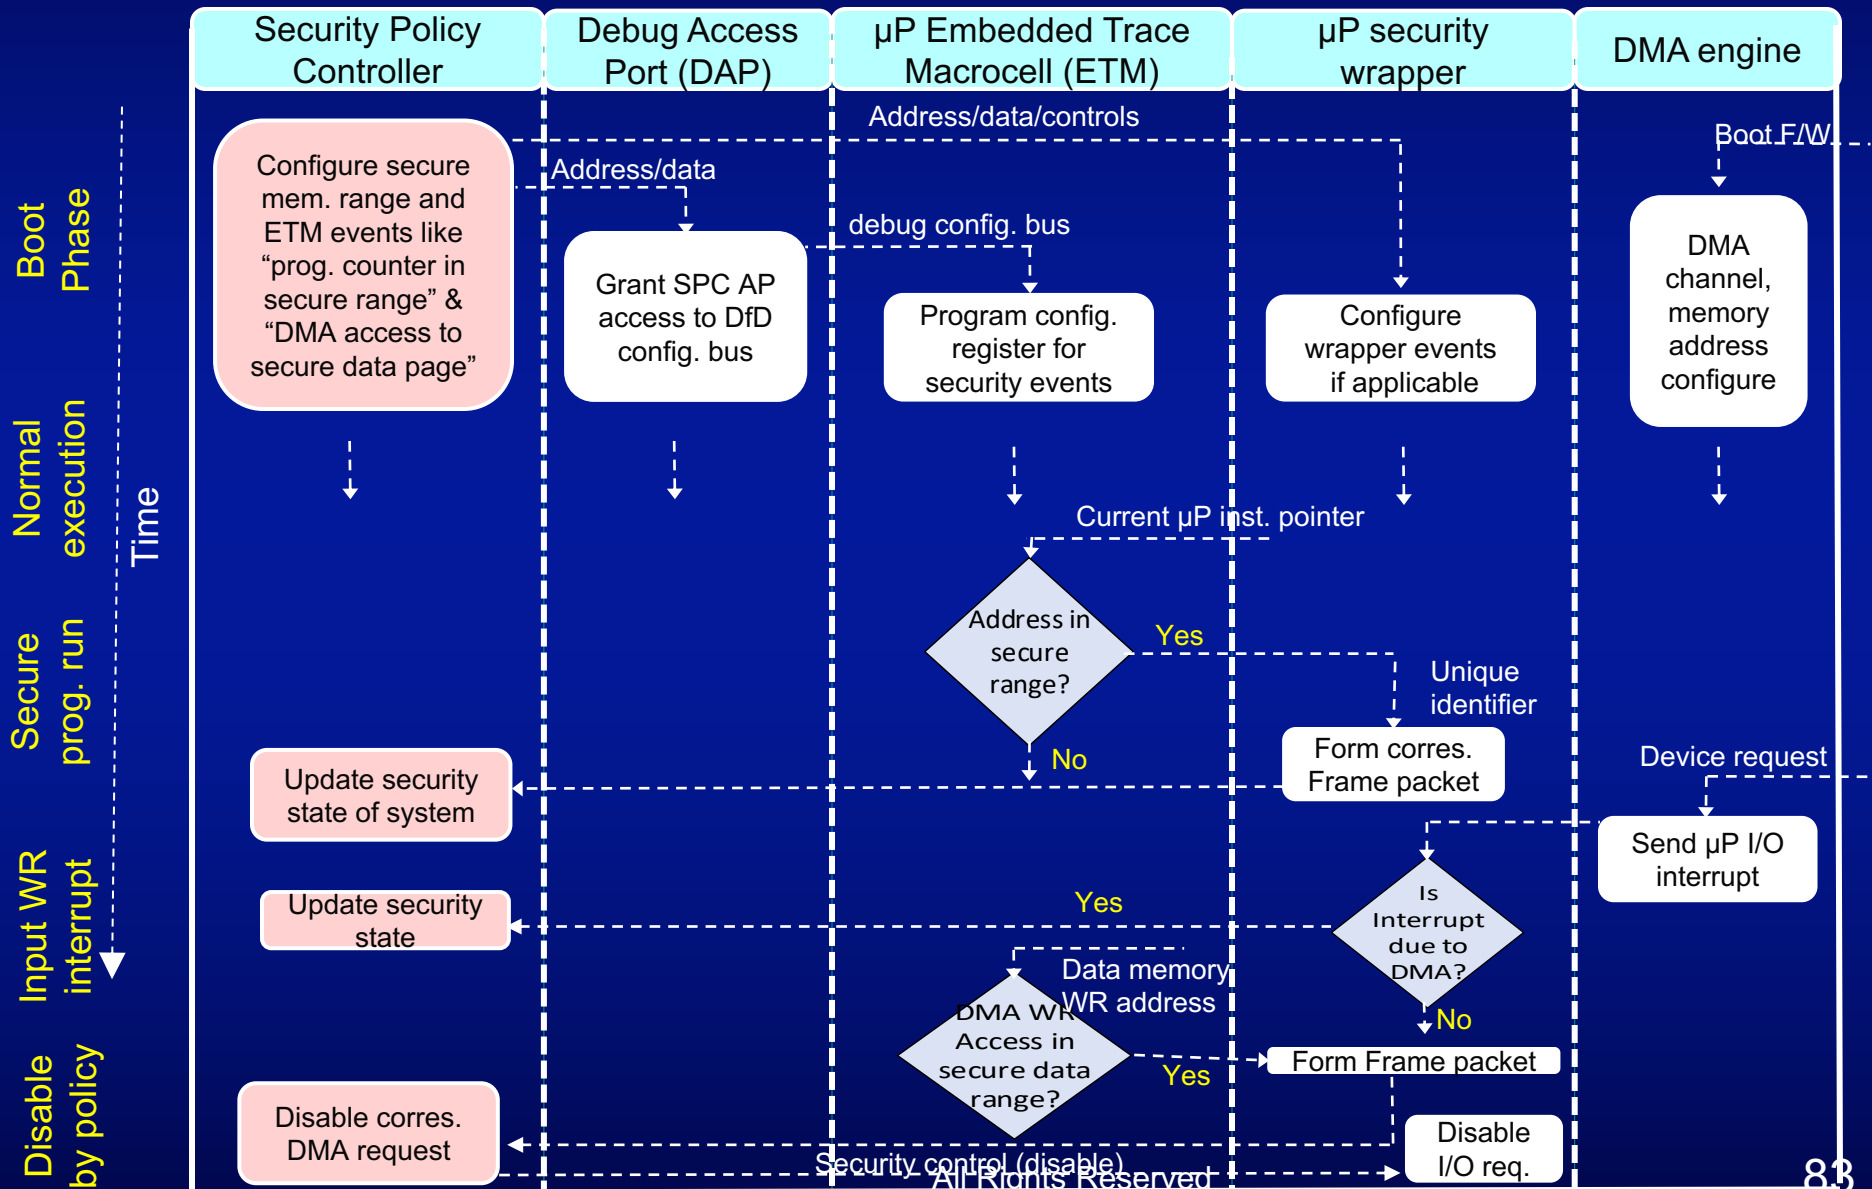 Security Policy
Controller
Debug Access
Port (DAP)
µP Embedded Trace
Macrocell (ETM)
µP security
wrapper
DMA engine
Boot
Phase
Normal
execution
Secure
prog. run
Input WR
interrupt
Disable
by policy
Time
Configure secure
mem. range and
ETM events like
“prog. counter in
secure range” &
“DMA access to
secure data page”
Address/data/controls
Address/data
debug config. bus
Boot F/W
Grant SPC AP
access to DfD
config. bus
Program config.
register for
security events
Configure
wrapper events
if applicable
DMA
channel,
memory
address
configure
Current µP inst. pointer
Address in
secure
range?
Yes
No
Unique
identifier
Form corres.
Frame packet
Update security
state of system
Device request
Send µP I/O
interrupt
Is
Interrupt
due to
DMA?
Yes
No
Update security
state
Data memory
WR address
DMA WR
Access in
secure data
range?
Yes
Form Frame packet
Disable corres.
DMA request
Disable
I/O req.
Security control (disable)
All Rights Reserved
83